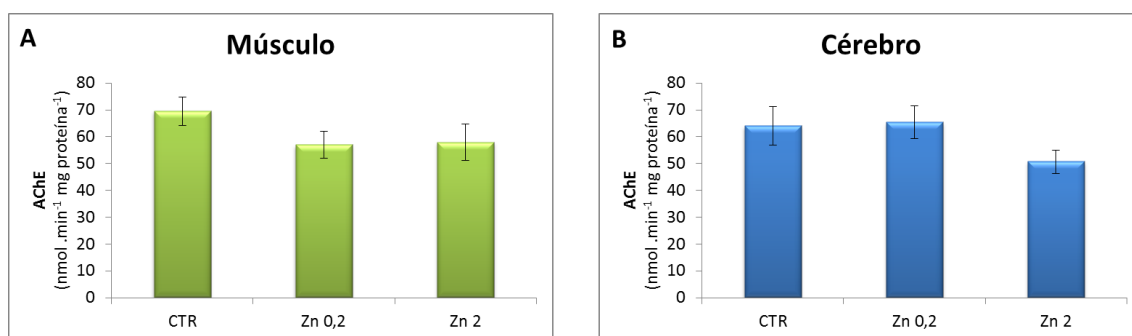 A
Músculo
AChE
(nmol .min⁻¹ mg proteína⁻¹)
80
70
60
50
40
30
20
10
0
CTR
Zn 0,2
Zn 2
B
Cérebro
AChE
(nmol .min⁻¹ mg proteína⁻¹)
80
70
60
50
40
30
20
10
0
CTR
Zn 0,2
Zn 2